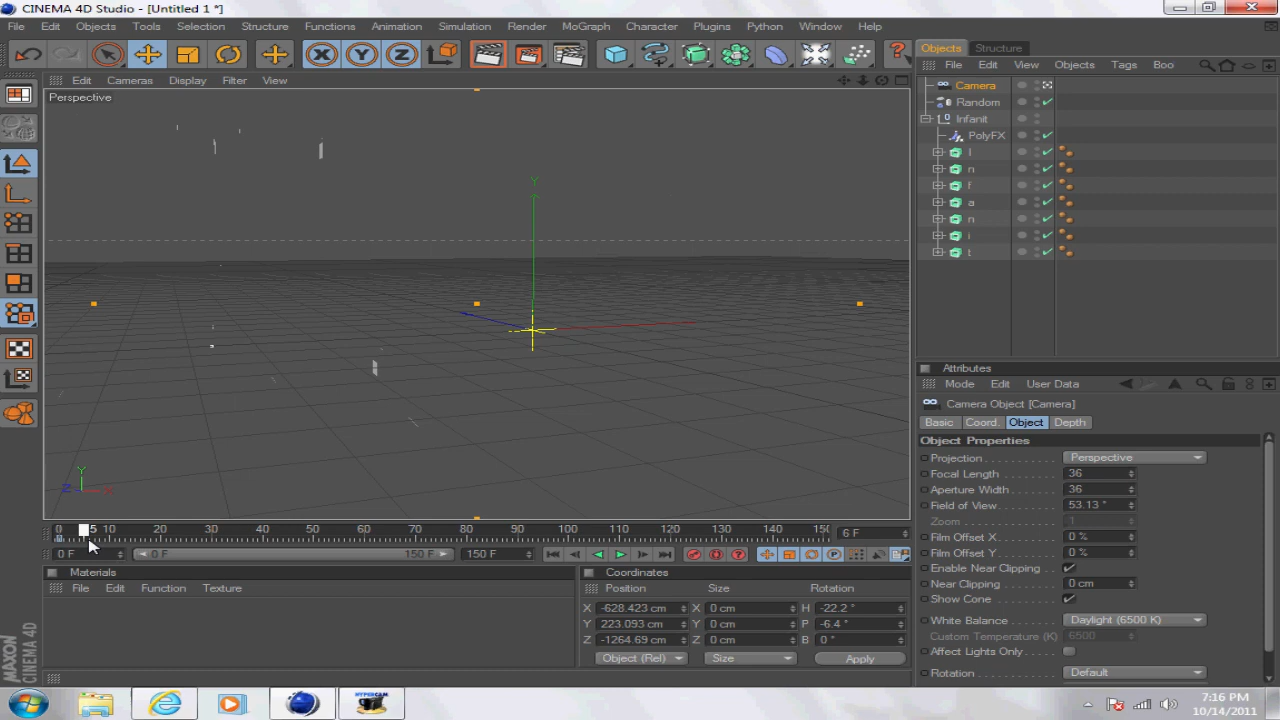 CINEMA 4D Studio - [Untitled 1 *]
File Edit Objects Tools Selection Structure Functions Animation Simulation Render MoGraph Character Plugins Python Window Help
X Y Z ?
Objects Structure
File Edit View Objects Tags Boo
Edit Cameras Display Filter View
Perspective
Camera
Random
Infanit
PolyFX
I
n
f
a
n
i
t
Y
Attributes
Mode Edit User Data
Camera Object [Camera]
Basic Coord. Object Depth
Object Properties
Projection Perspective
Focal Length 36
Aperture Width 36
Field of View 53.13 °
Zoom 1
Film Offset X 0 %
Film Offset Y 0 %
Enable Near Clipping
Near Clipping 0 cm
Show Cone
White Balance Daylight (6500 K)
Custom Temperature (K) 6500
Affect Lights Only
Rotation Default
Y
Z X
0 5 10 20 30 40 50 60 70 80 90 100 110 120 130 140 150 6 F
0 F 0 F 150 F 150 F
Materials
File Edit Function Texture
Coordinates
Position Size Rotation
X -628.423 cm X 0 cm H -22.2 °
Y 223.093 cm Y 0 cm P -6.4 °
Z -1264.69 cm Z 0 cm B 0 °
Object (Rel) Size Apply
MAXON
CINEMA 4D
HYPERCAM
7:16 PM
10/14/2011